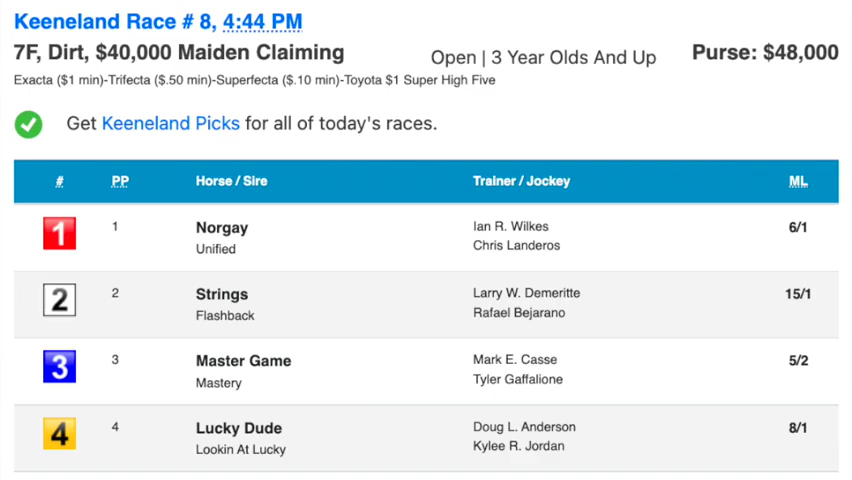 Keeneland Race # 8, 4:44 PM
7F, Dirt, $40,000 Maiden Claiming Open | 3 Year Olds And Up Purse: $48,000
Exacta ($1 min)-Trifecta ($.50 min)-Superfecta ($.10 min)-Toyota $1 Super High Five
Get Keeneland Picks for all of today's races.
# PP Horse / Sire Trainer / Jockey ML
1 1 Norgay Ian R. Wilkes 6/1
Unified Chris Landeros
2 2 Strings Larry W. Demeritte 15/1
Flashback Rafael Bejarano
3 3 Master Game Mark E. Casse 5/2
Mastery Tyler Gaffalione
4 4 Lucky Dude Doug L. Anderson 8/1
Lookin At Lucky Kylee R. Jordan